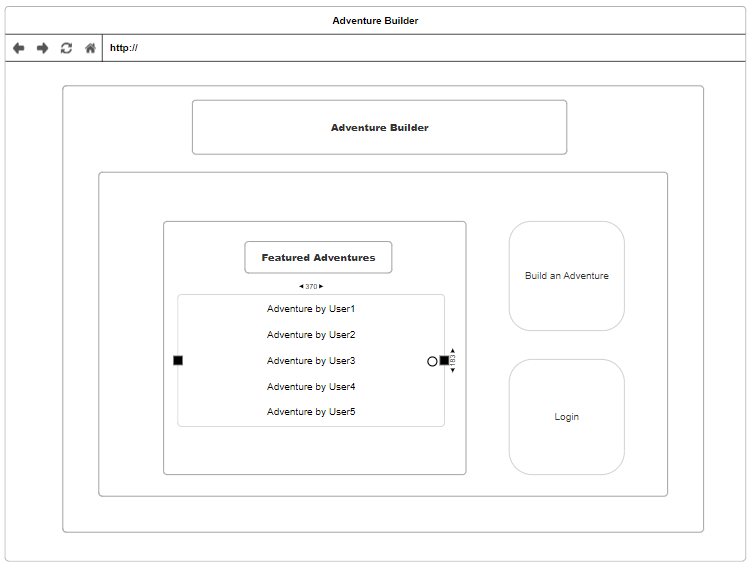 Adventure Builder
http://
Adventure Builder
Featured Adventures
370
Adventure by User1
Adventure by User2
Adventure by User3
183
Adventure by User4
Adventure by User5
Build an Adventure
Login